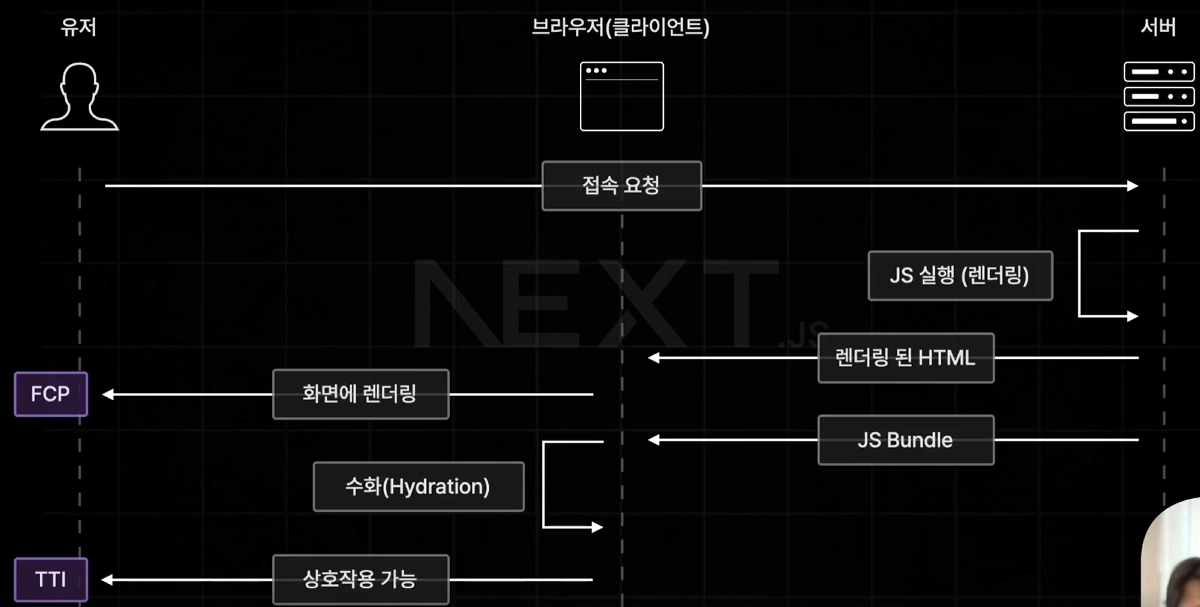 유저
브라우저(클라이언트)
서버
접속 요청
NEXT
.JS
JS 실행 (렌더링)
렌더링 된 HTML
FCP
화면에 렌더링
JS Bundle
수화(Hydration)
TTI
상호작용 가능